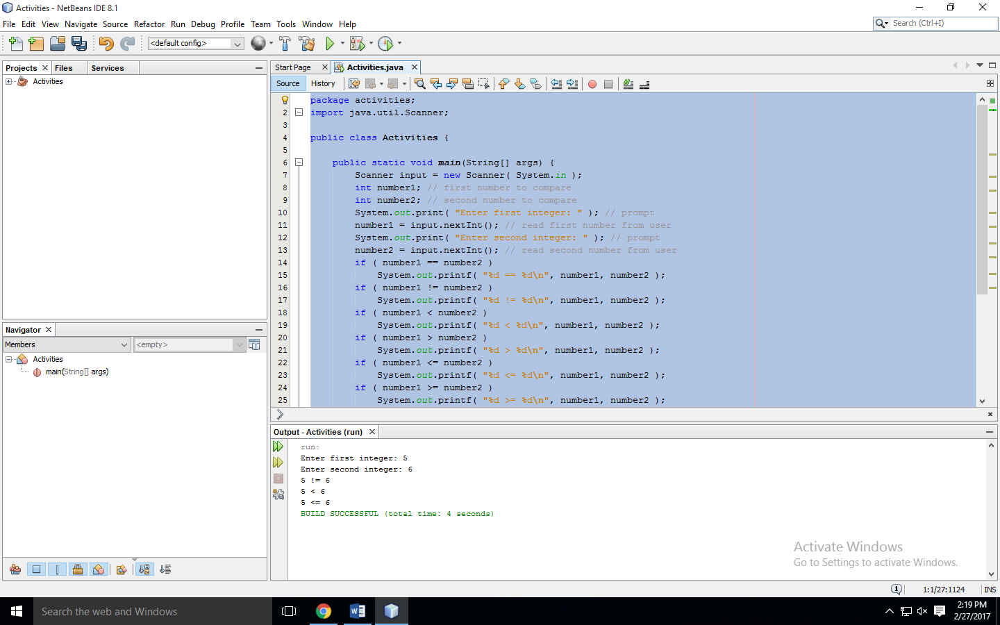 Activities - NetBeans IDE 8.1
File Edit View Navigate Source Refactor Run Debug Profile Team Tools Window Help
Search (Ctrl+I)
<default config>
Projects Files Services
Activities
Start Page Activities.java
Source History
package activities;
2 import java.util.Scanner;
3
4 public class Activities {
5
6 public static void main(String[] args) {
7 Scanner input = new Scanner( System.in );
8 int number1; // first number to compare
9 int number2; // second number to compare
10 System.out.print( "Enter first integer: " ); // prompt
11 number1 = input.nextInt(); // read first number from user
12 System.out.print( "Enter second integer: " ); // prompt
13 number2 = input.nextInt(); // read second number from user
14 if ( number1 == number2 )
15 System.out.printf( "%d == %d\n", number1, number2 );
16 if ( number1 != number2 )
17 System.out.printf( "%d != %d\n", number1, number2 );
18 if ( number1 < number2 )
19 System.out.printf( "%d < %d\n", number1, number2 );
20 if ( number1 > number2 )
21 System.out.printf( "%d > %d\n", number1, number2 );
22 if ( number1 <= number2 )
23 System.out.printf( "%d <= %d\n", number1, number2 );
24 if ( number1 >= number2 )
25 System.out.printf( "%d >= %d\n", number1, number2 );
Navigator
Members <empty>
Activities
main(String[] args)
Output - Activities (run)
run:
Enter first integer: 5
Enter second integer: 6
5 != 6
5 < 6
5 <= 6
BUILD SUCCESSFUL (total time: 4 seconds)
Activate Windows
Go to Settings to activate Windows.
1:1/27:1124 INS
Search the web and Windows
2:19 PM
2/27/2017